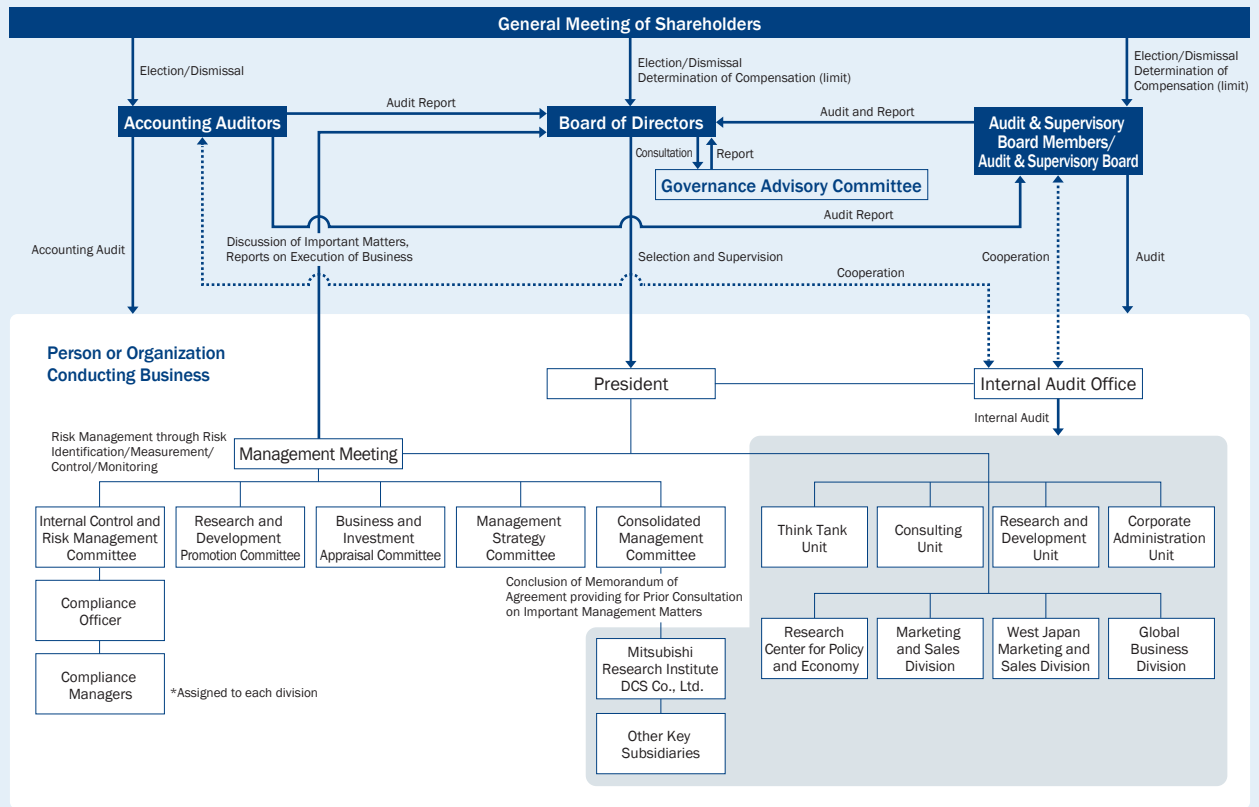 General Meeting of Shareholders
Election/Dismissal
Election/Dismissal
Determination of Compensation (limit)
Election/Dismissal
Determination of
Compensation (limit)
Accounting Auditors
Audit Report
Board of Directors
Audit and Report
Audit & Supervisory
Board Members/
Audit & Supervisory Board
Consultation
Report
Governance Advisory Committee
Audit Report
Accounting Audit
Discussion of Important Matters,
Reports on Execution of Business
Selection and Supervision
Cooperation
Cooperation
Audit
Person or Organization
Conducting Business
President
Internal Audit Office
Internal Audit
Risk Management through Risk
Identification/Measurement/
Control/Monitoring
Management Meeting
Internal Control and
Risk Management
Committee
Research and
Development
Promotion Committee
Business and
Investment
Appraisal Committee
Management
Strategy
Committee
Consolidated
Management
Committee
Think Tank
Unit
Consulting
Unit
Research and
Development
Unit
Corporate
Administration
Unit
Conclusion of Memorandum of
Agreement providing for Prior Consultation
on Important Management Matters
Compliance
Officer
Research
Center for Policy
and Economy
Marketing
and Sales
Division
West Japan
Marketing and
Sales Division
Global
Business
Division
Mitsubishi
Research Institute
DCS Co., Ltd.
Compliance
Managers
*Assigned to each division
Other Key
Subsidiaries